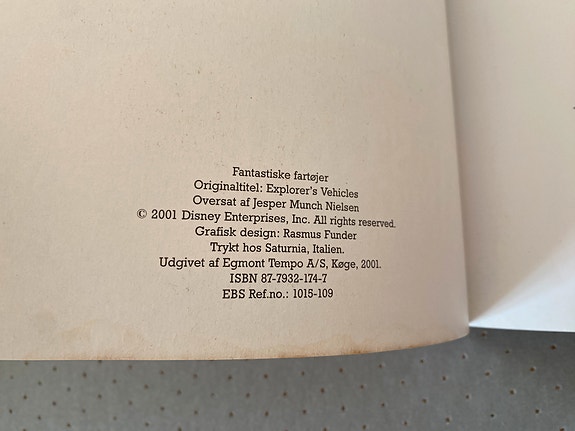 Fantastiske fartøjer
Originaltitel: Explorer's Vehicles
Oversat af Jesper Munch Nielsen
© 2001 Disney Enterprises, Inc. All rights reserved.
Grafisk design: Rasmus Funder
Trykt hos Saturnia, Italien.
Udgivet af Egmont Tempo A/S, Køge, 2001.
ISBN 87-7932-174-7
EBS Ref.no.: 1015-109